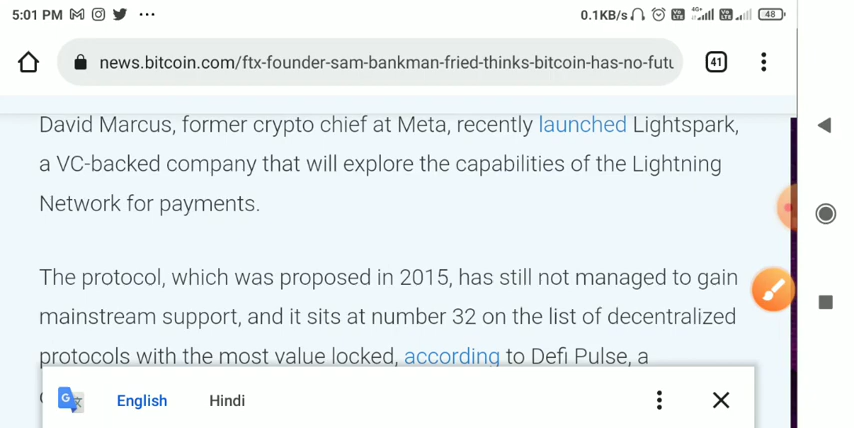 5:01 PM ... 0.1KB/s 4G+ 48
news.bitcoin.com/ftx-founder-sam-bankman-fried-thinks-bitcoin-has-no-futu 41
David Marcus, former crypto chief at Meta, recently launched Lightspark,
a VC-backed company that will explore the capabilities of the Lightning
Network for payments.
The protocol, which was proposed in 2015, has still not managed to gain
mainstream support, and it sits at number 32 on the list of decentralized
protocols with the most value locked, according to Defi Pulse, a
English Hindi